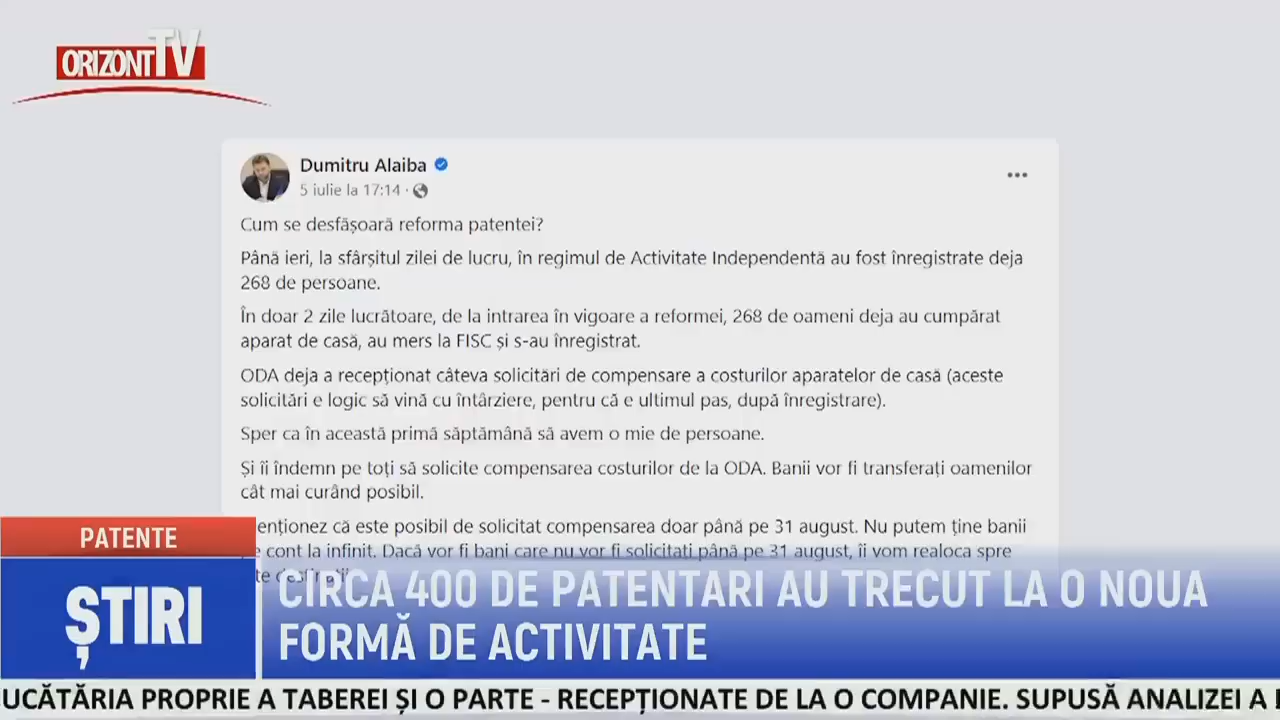 ORIZONT TV
Dumitru Alaiba
5 iulie la 17:14 ·
Cum se desfășoară reforma patentei?
Până ieri, la sfârșitul zilei de lucru, în regimul de Activitate Independentă au fost înregistrate deja
268 de persoane.
În doar 2 zile lucrătoare, de la intrarea în vigoare a reformei, 268 de oameni deja au cumpărat
aparat de casă, au mers la FISC și s-au înregistrat.
ODA deja a recepționat câteva solicitări de compensare a costurilor aparatelor de casă (aceste
solicitări e logic să vină cu întârziere, pentru că e ultimul pas, după înregistrare).
Sper ca în această primă săptămână să avem o mie de persoane.
Și îi îndemn pe toți să solicite compensarea costurilor de la ODA. Banii vor fi transferați oamenilor
cât mai curând posibil.
enționez că este posibil de solicitat compensarea doar până pe 31 august. Nu putem ține banii
e cont la infinit. Dacă vor fi bani care nu vor fi solicitați până pe 31 august, îi vom realoca spre
PATENTE
ȘTIRI
CIRCA 400 DE PATENTARI AU TRECUT LA O NOUA
FORMĂ DE ACTIVITATE
UCĂTĂRIA PROPRIE A TABEREI ȘI O PARTE - RECEPȚIONATE DE LA O COMPANIE. SUPUSĂ ANALIZEI A